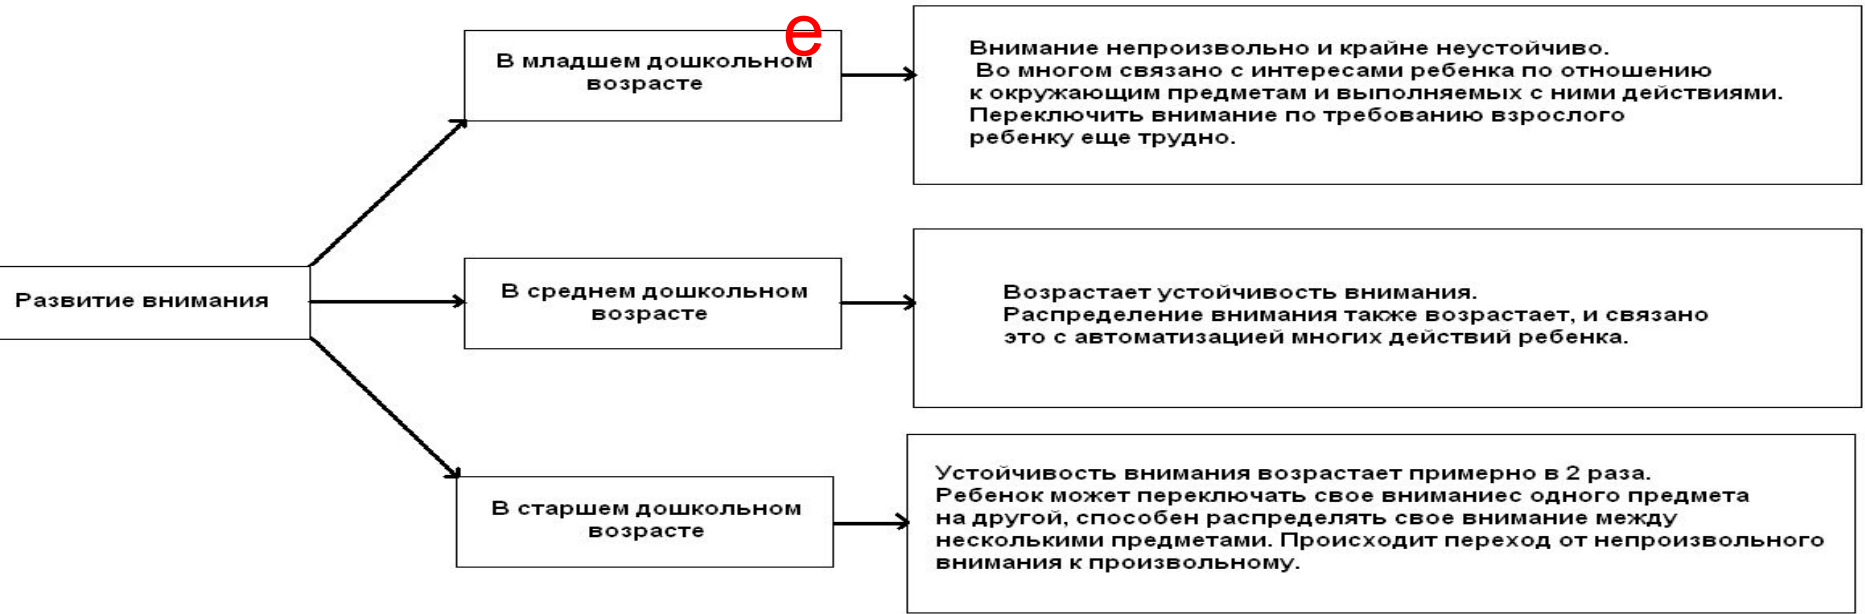 е
Развитие внимания
В младшем дошкольном
возрасте
Внимание непроизвольно и крайне неустойчиво.
Во многом связано с интересами ребенка по отношению
к окружающим предметам и выполняемых с ними действиями.
Переключить внимание по требованию взрослого
ребенку еще трудно.
В среднем дошкольном
возрасте
Возрастает устойчивость внимания.
Распределение внимания также возрастает, и связано
это с автоматизацией многих действий ребенка.
В старшем дошкольном
возрасте
Устойчивость внимания возрастает примерно в 2 раза.
Ребенок может переключать свое вниманиес одного предмета
на другой, способен распределять свое внимание между
несколькими предметами. Происходит переход от непроизвольного
внимания к произвольному.